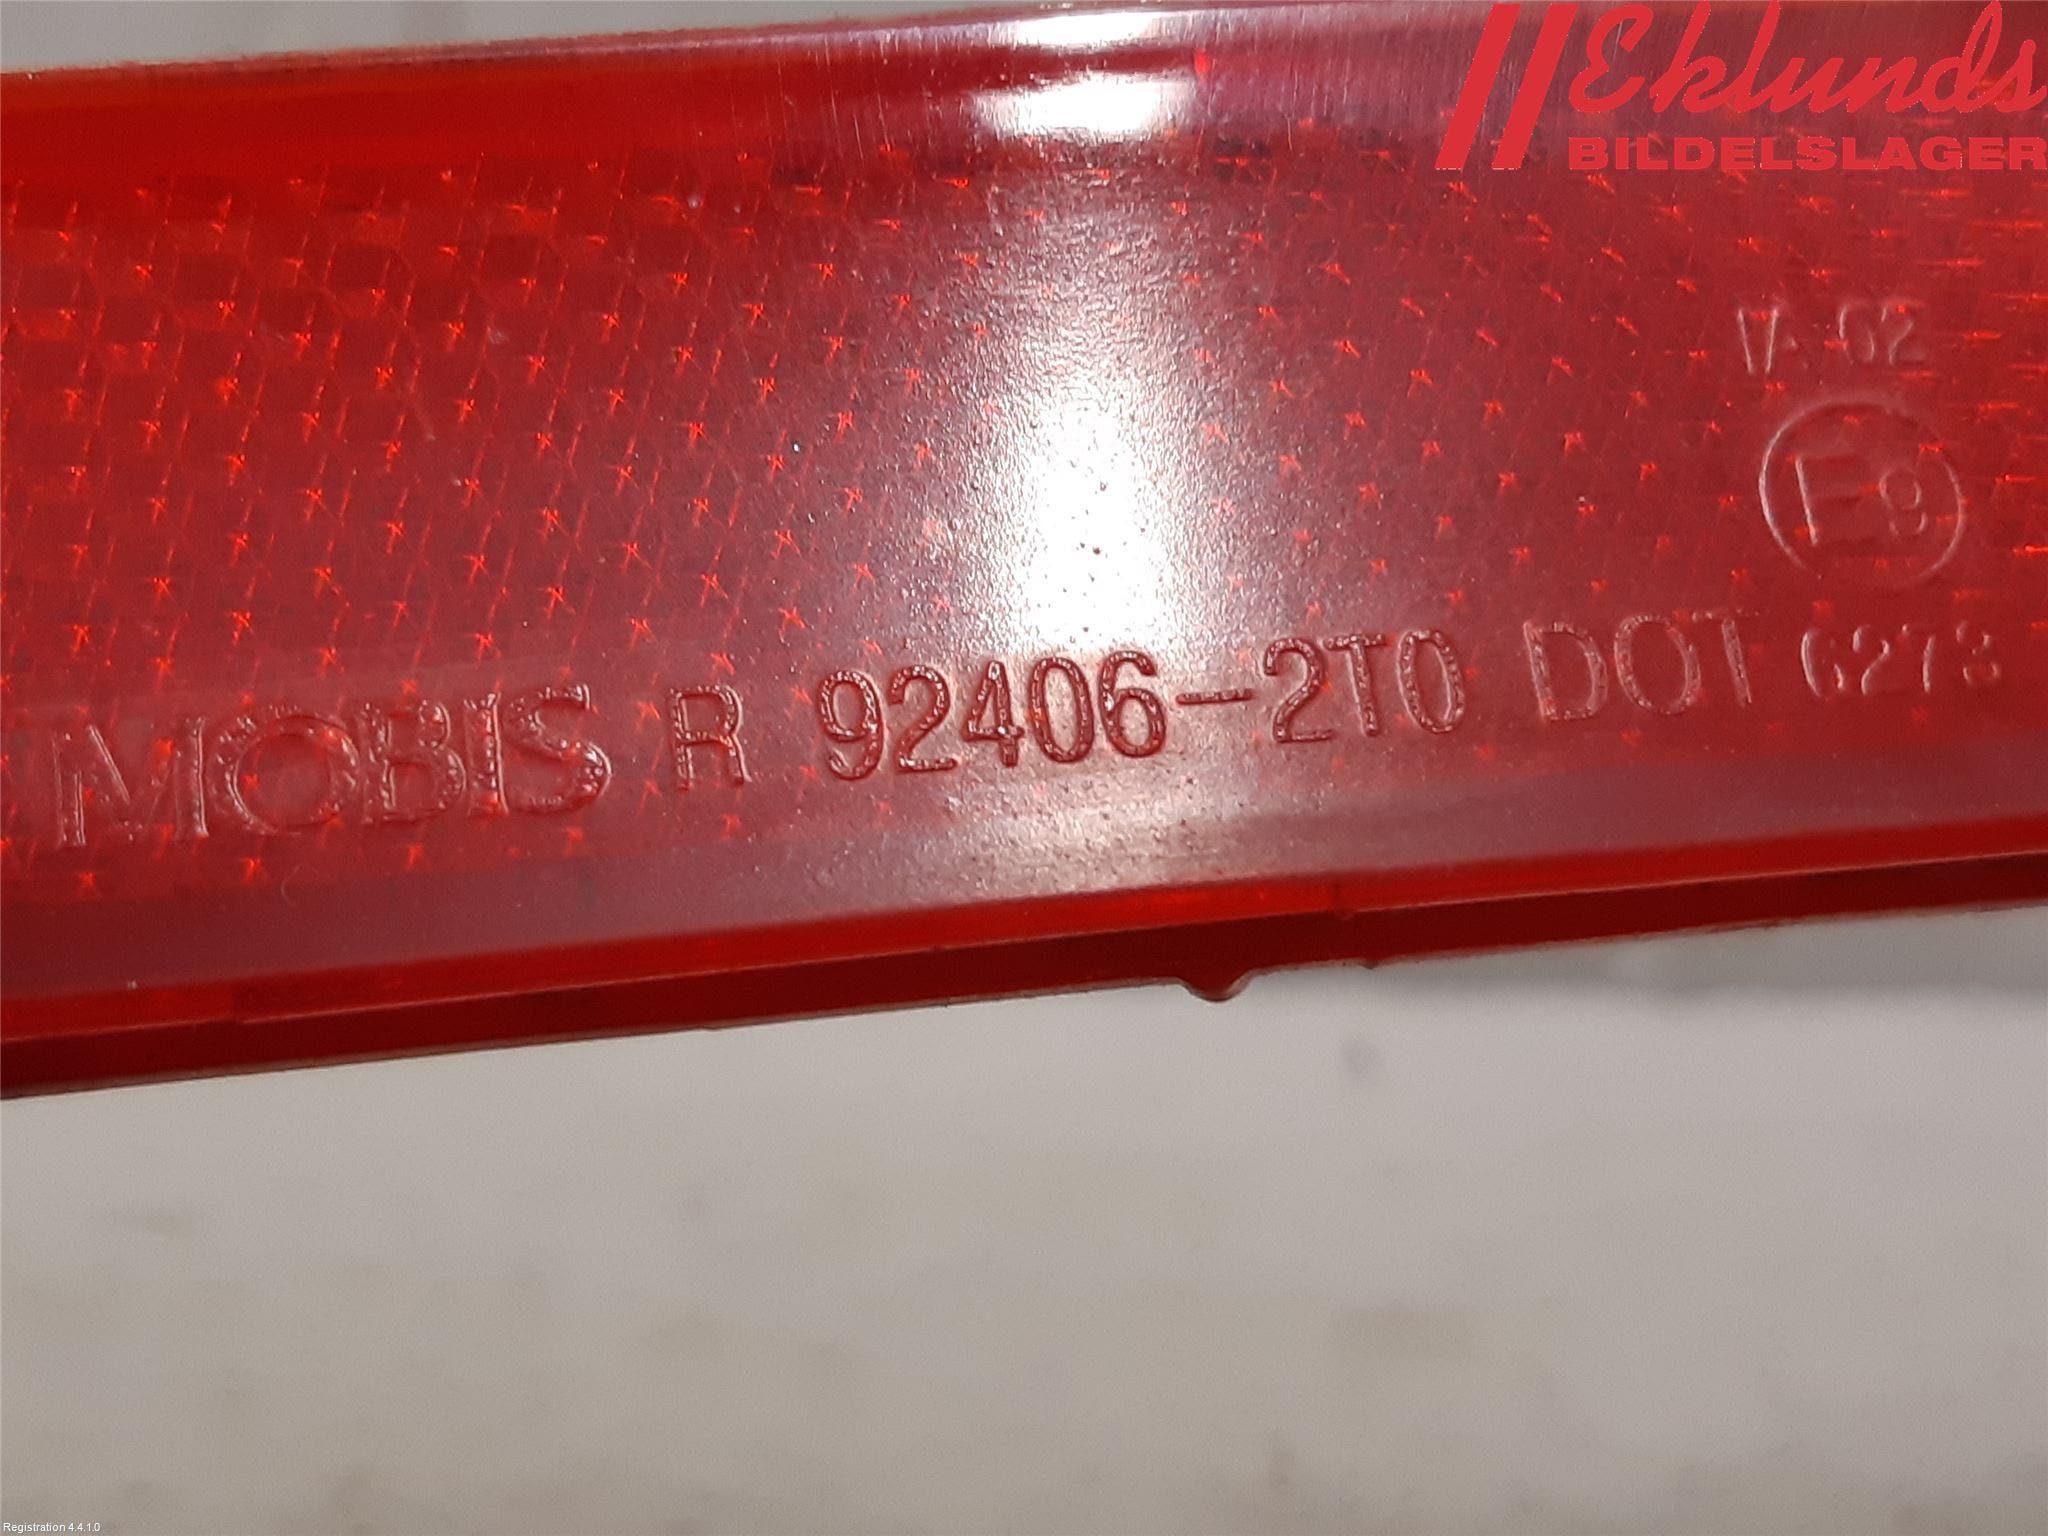 Eklunds
BILDELSLAGER
IA 02
E9
MOBIS R 92406-2T0 DOT 6273
Registration 4.4.1.0